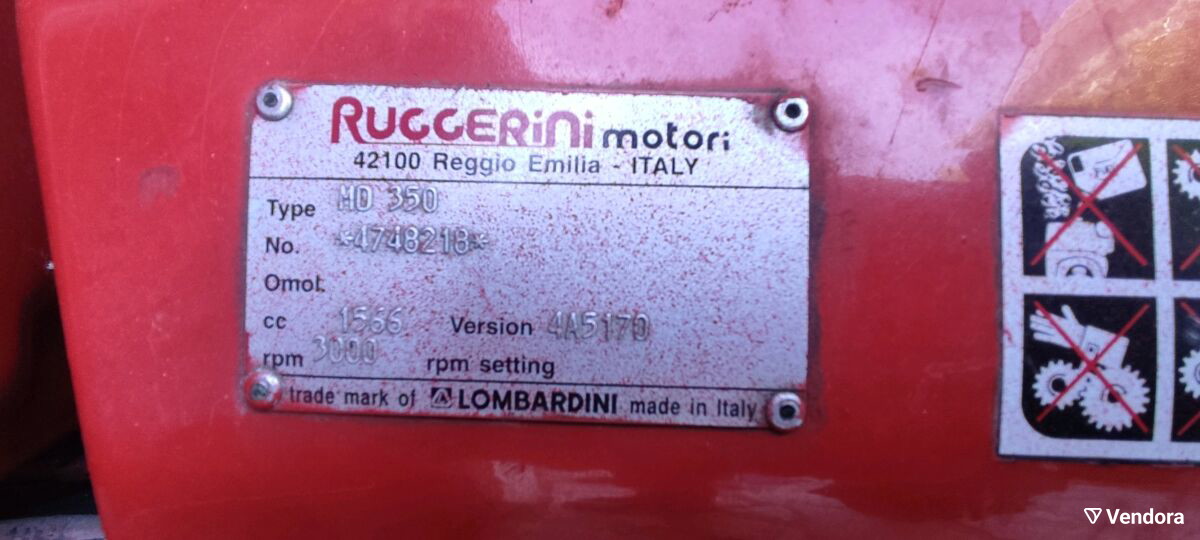 RUGGERiNi motori
42100 Reggio Emilia - ITALY
Type MD 350
No. *4748218*
Omol.
cc 1566 Version 4A517D
rpm 3000 rpm setting
trade mark of LOMBARDINI made in Italy
Vendora